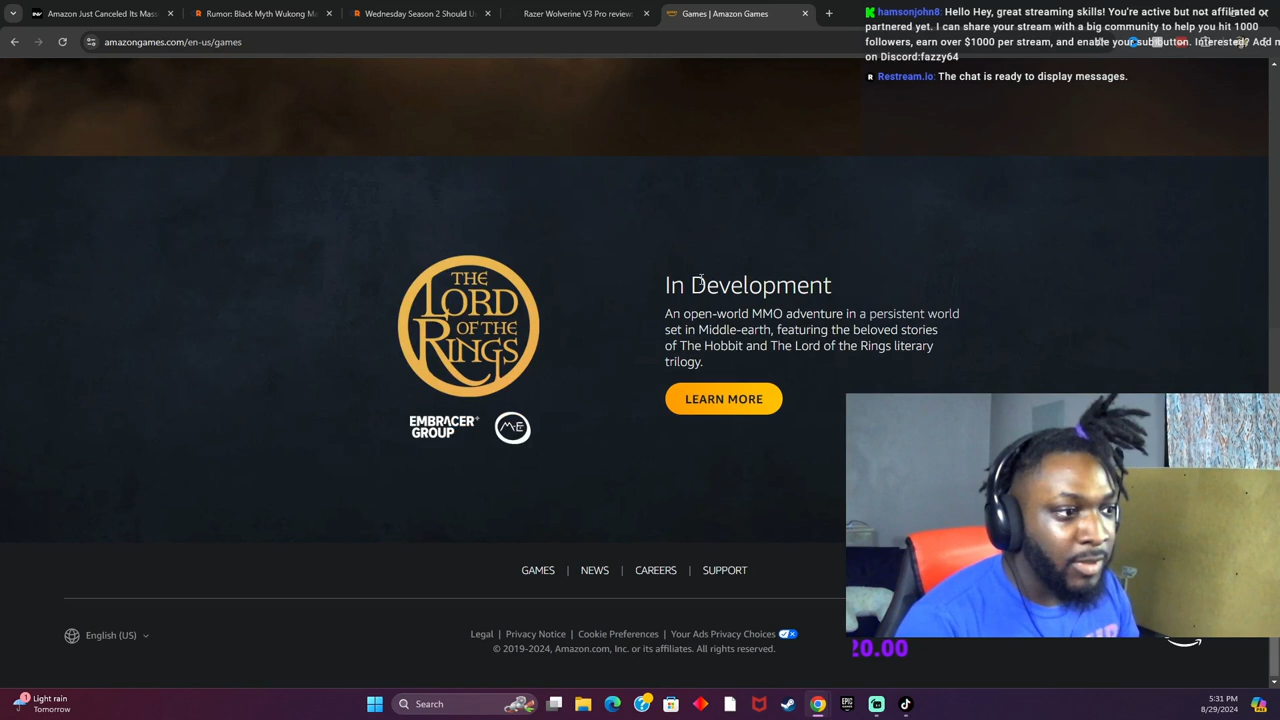 Amazon Just Canceled Its Mass
Rumor: Black Myth Wukong Ma
Wednesday Season 2 Should U
Razer Wolverine V3 Pro review
Games | Amazon Games
amazongames.com/en-us/games
hamsonjohn8: Hello Hey, great streaming skills! You're active but not affiliated or
partnered yet. I can share your stream with a big community to help you hit 1000
followers, earn over $1000 per stream, and enable your sub button. Interested? Add m
on Discord:fazzy64
Restream.io: The chat is ready to display messages.
THE
LORD
OF THE
RINGS
EMBRACER+
GROUP
M-E
In Development
An open-world MMO adventure in a persistent world
set in Middle-earth, featuring the beloved stories
of The Hobbit and The Lord of the Rings literary
trilogy.
LEARN MORE
GAMES | NEWS | CAREERS | SUPPORT
English (US)
Legal | Privacy Notice | Cookie Preferences | Your Ads Privacy Choices
© 2019-2024, Amazon.com, Inc. or its affiliates. All rights reserved.
20.00
Light rain
Tomorrow
Search
EPIC
5:31 PM
8/29/2024